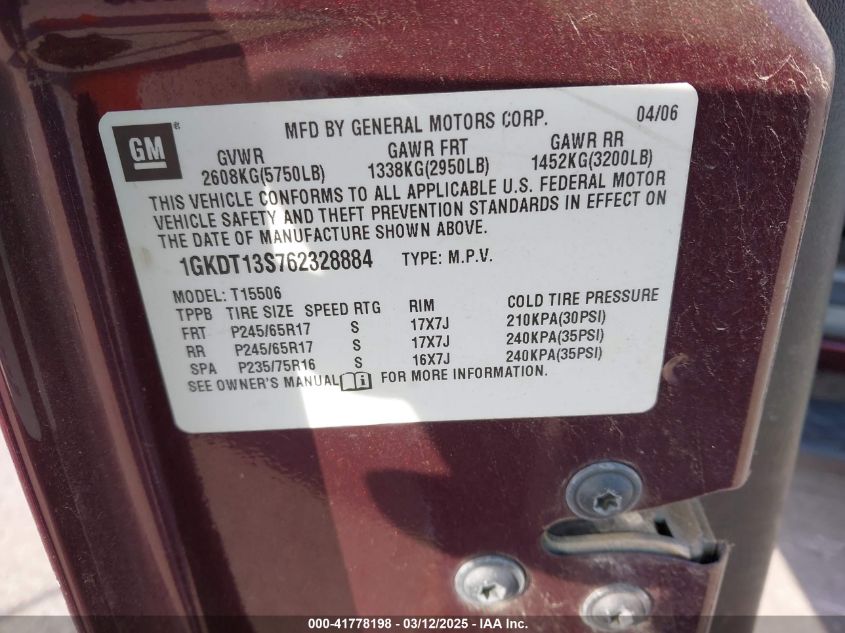 GM
MFD BY GENERAL MOTORS CORP. 04/06
GVWR GAWR FRT GAWR RR
2608KG(5750LB) 1338KG(2950LB) 1452KG(3200LB)
THIS VEHICLE CONFORMS TO ALL APPLICABLE U.S. FEDERAL MOTOR
VEHICLE SAFETY AND THEFT PREVENTION STANDARDS IN EFFECT ON
THE DATE OF MANUFACTURE SHOWN ABOVE.
1GKDT13S762328884 TYPE: M.P.V.
MODEL: T15506
TPPB TIRE SIZE SPEED RTG RIM COLD TIRE PRESSURE
FRT P245/65R17 S 17X7J 210KPA(30PSI)
RR P245/65R17 S 17X7J 240KPA(35PSI)
SPA P235/75R16 S 16X7J 240KPA(35PSI)
SEE OWNER'S MANUAL FOR MORE INFORMATION.
000-41778198 - 03/12/2025 - IAA Inc.